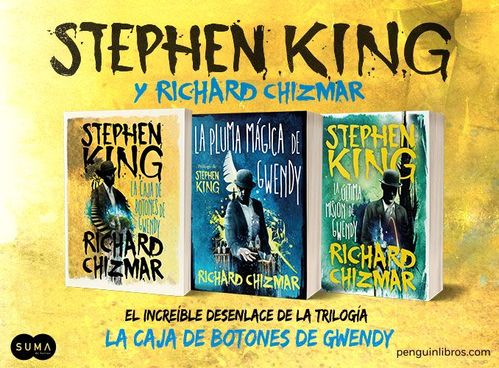 STEPHEN KING
Y RICHARD CHIZMAR
STEPHEN
KING
LA CAJA DE
BOTONES DE
GWENDY
RICHARD
CHIZMAR
LA PLUMA MÁGICA DE
GWENDY
Prólogo de
STEPHEN
KING
RICHARD CHIZMAR
STEPHEN
KING
LA ÚLTIMA
MISIÓN DE
GWENDY
RICHARD
CHIZMAR
EL INCREÍBLE DESENLACE DE LA TRILOGÍA
LA CAJA DE BOTONES DE GWENDY
SUMA
penguinlibros.com